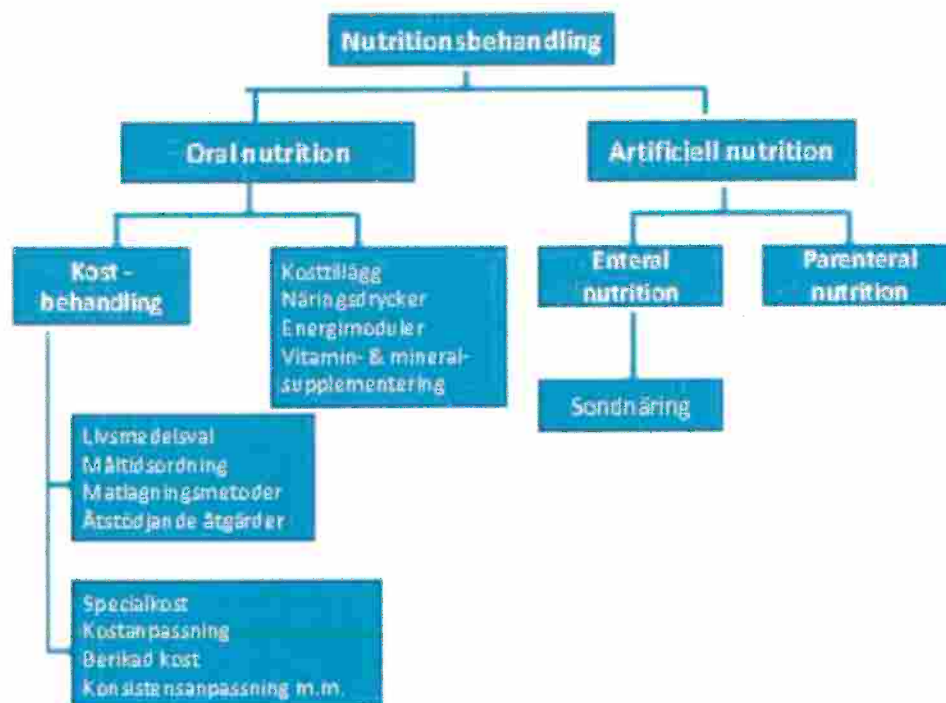 Nutritionsbehandling
Oral nutrition
Artificiell nutrition
Kost-
behandling
Kosttillägg
Näringsdrycker
Energimoduler
Vitamin- & mineral-
supplementering
Enteral
nutrition
Parenteral
nutrition
Sondnäring
Livsmedelsval
Måltidsordning
Matlagningsmetoder
Ätstödjande åtgärder
Specialkost
Kostanpassning
Berikad kost
Konsistensanpassning m.m.